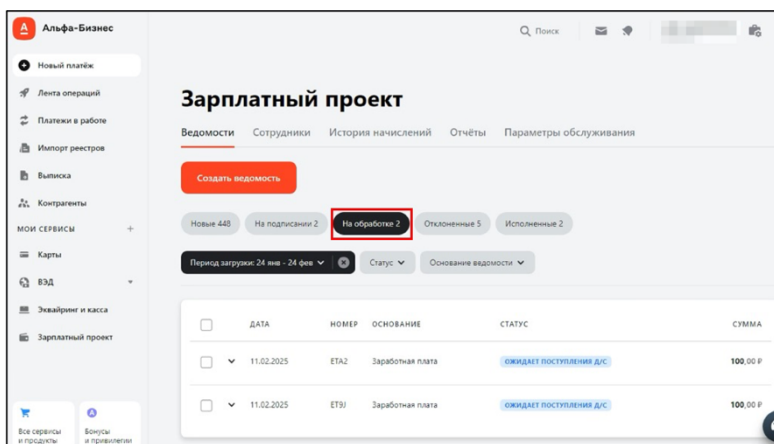 Альфа-Бизнес
Поиск
Новый платёж
Лента операций
Платежи в работе
Импорт реестров
Выписка
Контрагенты
МОИ СЕРВИСЫ
Карты
ВЭД
Эквайринг и касса
Зарплатный проект
Все сервисы и продукты
Бонусы и привилегии
Зарплатный проект
Ведомости Сотрудники История начислений Отчёты Параметры обслуживания
Создать ведомость
Новые 448 На подписании 2 На обработке 2 Отклоненные 5 Исполненные 2
Период загрузки: 24 янв - 24 фев Статус Основание ведомости
ДАТА НОМЕР ОСНОВАНИЕ СТАТУС СУММА
11.02.2025 ETA2 Заработная плата ОЖИДАЕТ ПОСТУПЛЕНИЯ Д/С 100,00 ₽
11.02.2025 ET9J Заработная плата ОЖИДАЕТ ПОСТУПЛЕНИЯ Д/С 100,00 ₽